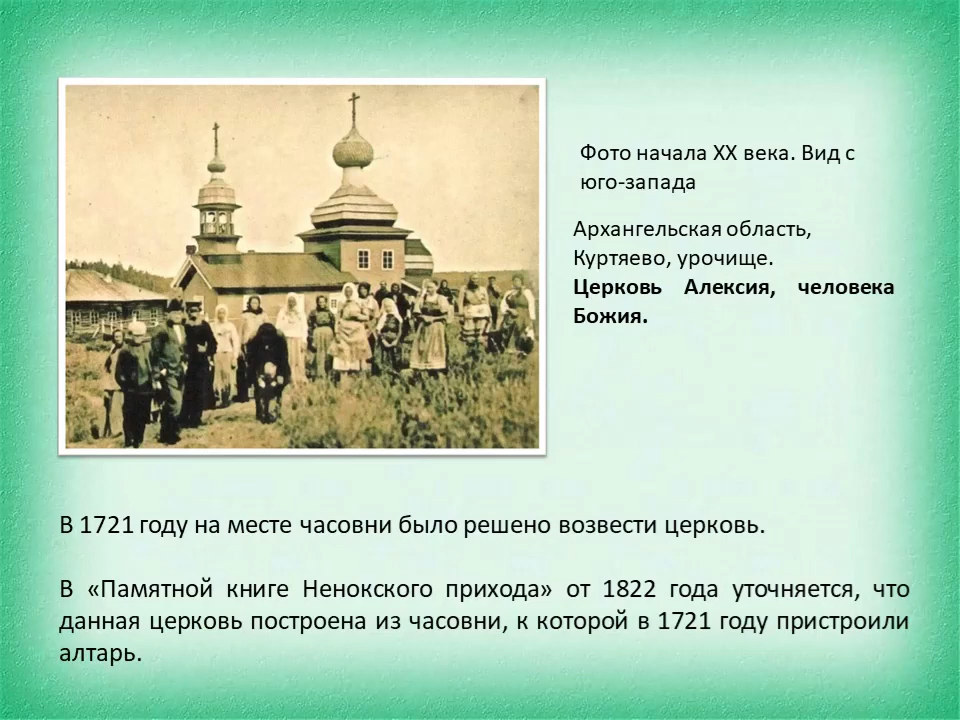 Фото начала XX века. Вид с
юго-запада
Архангельская область,
Куртяево, урочище.
Церковь Алексия, человека
Божия.
В 1721 году на месте часовни было решено возвести церковь.
В «Памятной книге Ненокского прихода» от 1822 года уточняется, что
данная церковь построена из часовни, к которой в 1721 году пристроили
алтарь.